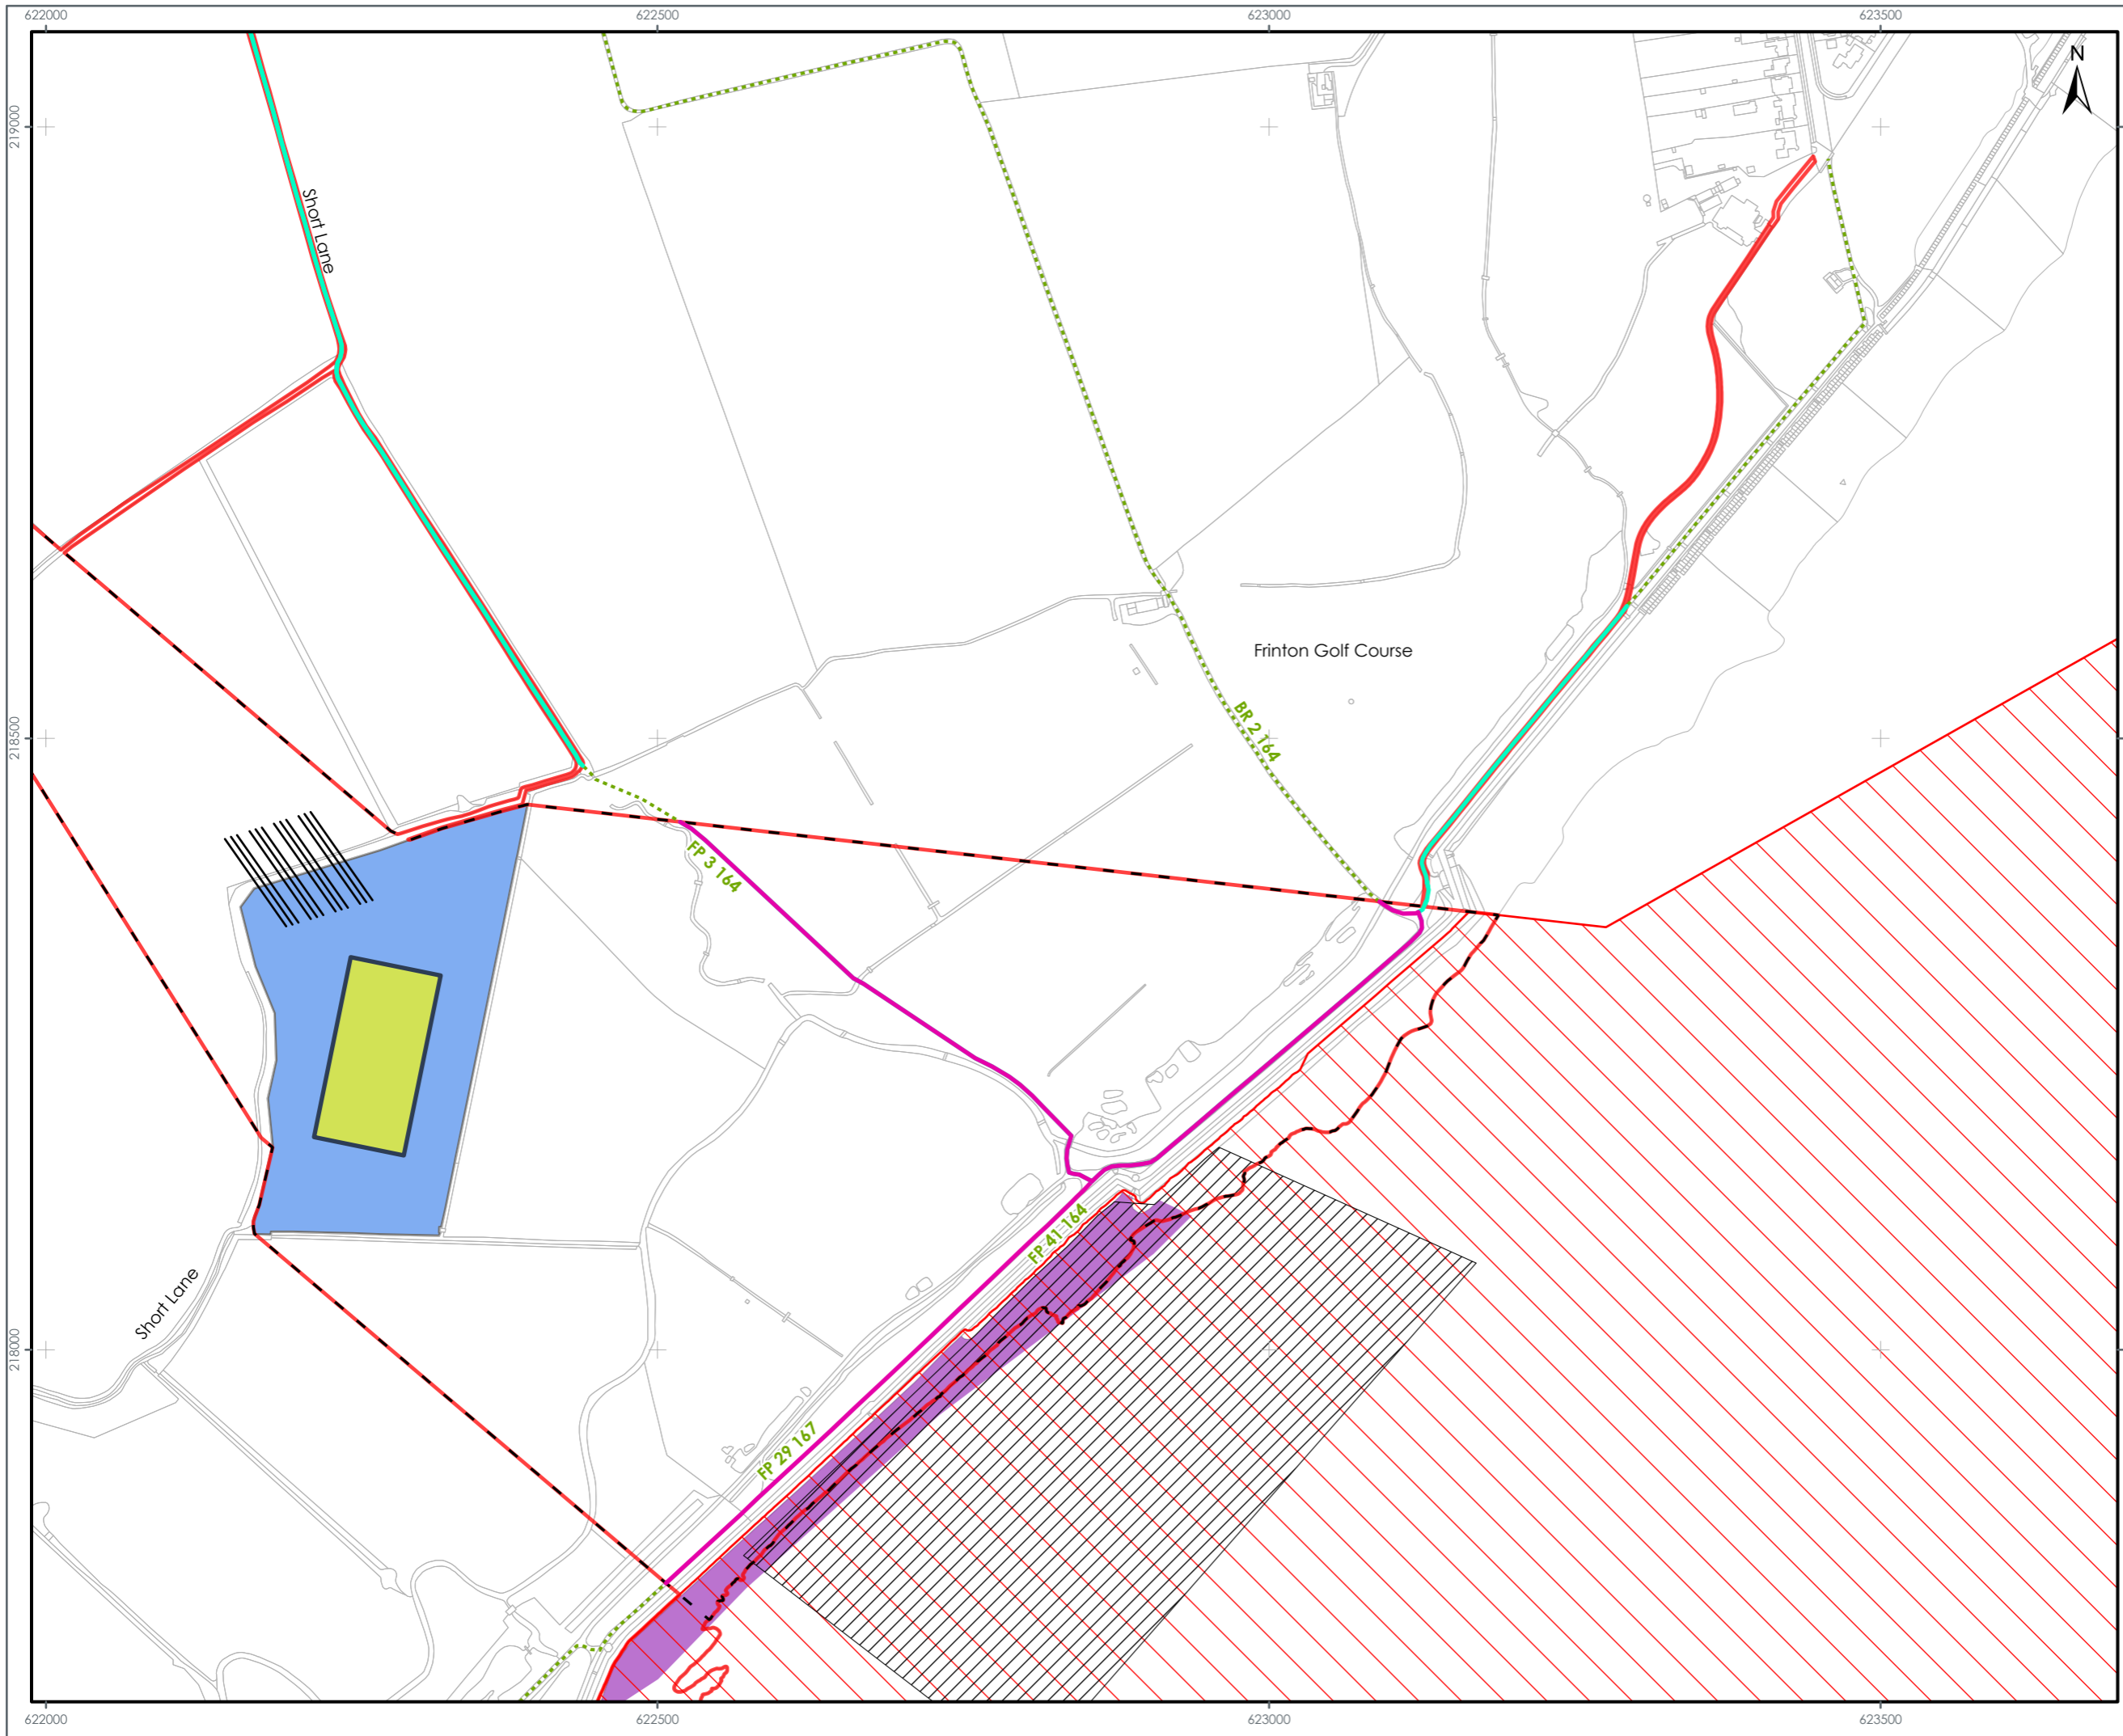 622000
622500
623000
623500
N
219000
Short Lane
Frinton Golf Course
BR 2 164
218500
FP 3 164
FP 41 164
Short Lane
218000
FP 29 167
622000
622500
623000
623500